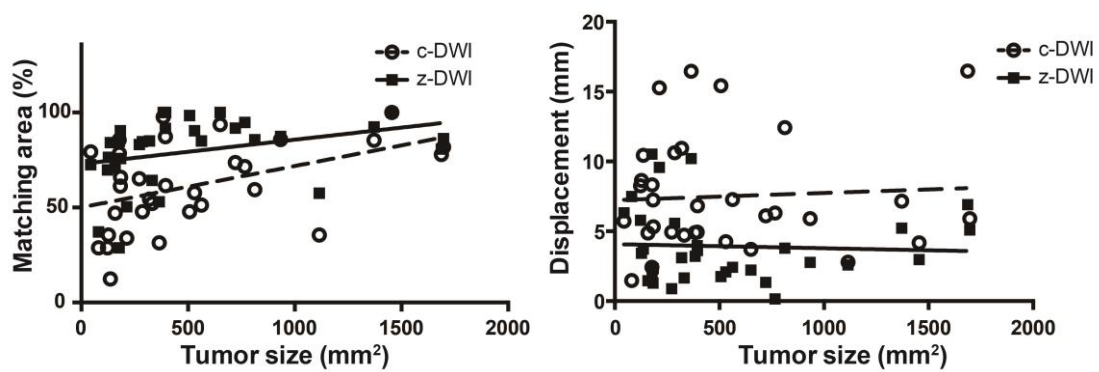 Matching area (%)
100
50
0
0 500 1000 1500 2000
Tumor size (mm²)
c-DWI
z-DWI
Displacement (mm)
20
15
10
5
0
0 500 1000 1500 2000
Tumor size (mm²)
c-DWI
z-DWI